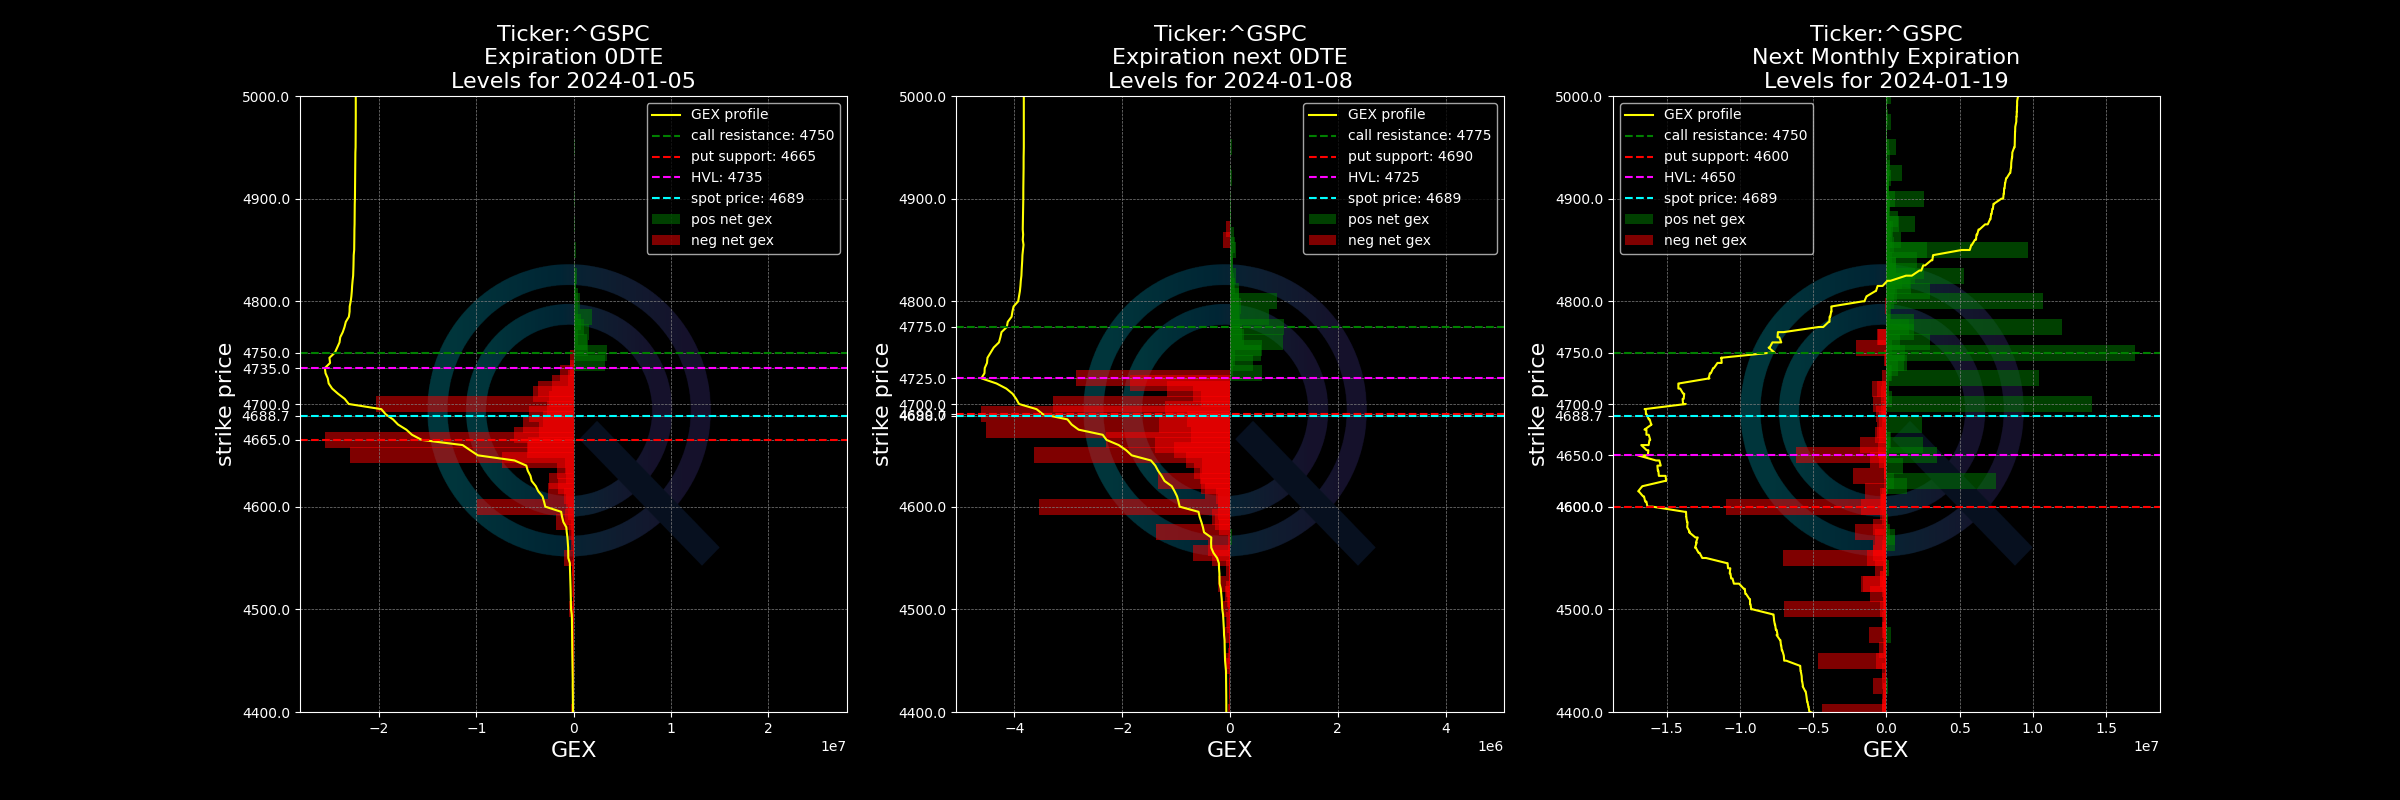 Ticker:^GSPC
Expiration 0DTE
Levels for 2024-01-05
5000.0
4900.0
4800.0
4750.0
4735.0
4700.0
4688.7
4665.0
4600.0
4500.0
4400.0
strike price
GEX profile
call resistance: 4750
put support: 4665
HVL: 4735
spot price: 4689
pos net gex
neg net gex
−2
−1
0
1
2
1e7
GEX
Ticker:^GSPC
Expiration next 0DTE
Levels for 2024-01-08
5000.0
4900.0
4800.0
4775.0
4725.0
4700.0
4600.0
4500.0
4400.0
strike price
GEX profile
call resistance: 4775
put support: 4690
HVL: 4725
spot price: 4689
pos net gex
neg net gex
−4
−2
0
2
4
1e6
GEX
Ticker:^GSPC
Next Monthly Expiration
Levels for 2024-01-19
5000.0
4900.0
4800.0
4750.0
4700.0
4688.7
4650.0
4600.0
4500.0
4400.0
strike price
GEX profile
call resistance: 4750
put support: 4600
HVL: 4650
spot price: 4689
pos net gex
neg net gex
−1.5
−1.0
−0.5
0.0
0.5
1.0
1.5
1e7
GEX